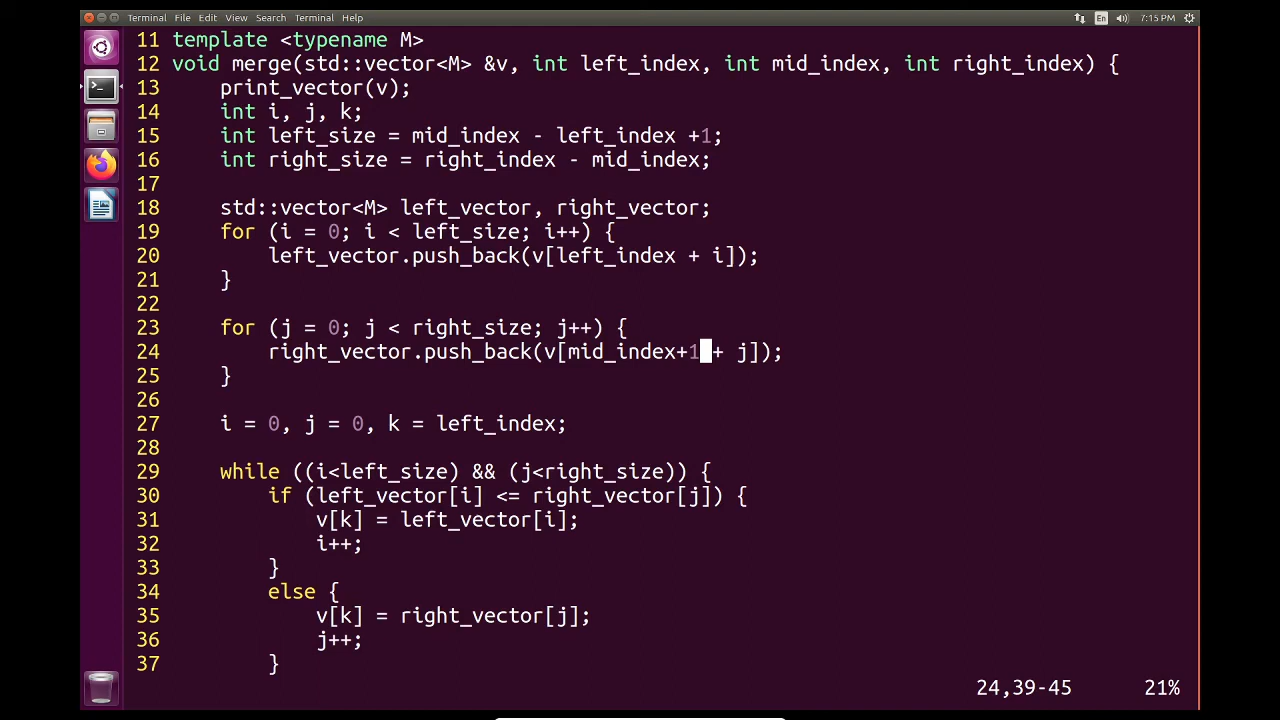 Terminal File Edit View Search Terminal Help En 7:15 PM
11 template <typename M>
12 void merge(std::vector<M> &v, int left_index, int mid_index, int right_index) {
13     print_vector(v);
14     int i, j, k;
15     int left_size = mid_index - left_index +1;
16     int right_size = right_index - mid_index;
17
18     std::vector<M> left_vector, right_vector;
19     for (i = 0; i < left_size; i++) {
20         left_vector.push_back(v[left_index + i]);
21     }
22
23     for (j = 0; j < right_size; j++) {
24         right_vector.push_back(v[mid_index+1 + j]);
25     }
26
27     i = 0, j = 0, k = left_index;
28
29     while ((i<left_size) && (j<right_size)) {
30         if (left_vector[i] <= right_vector[j]) {
31             v[k] = left_vector[i];
32             i++;
33         }
34         else {
35             v[k] = right_vector[j];
36             j++;
37         }
24,39-45 21%